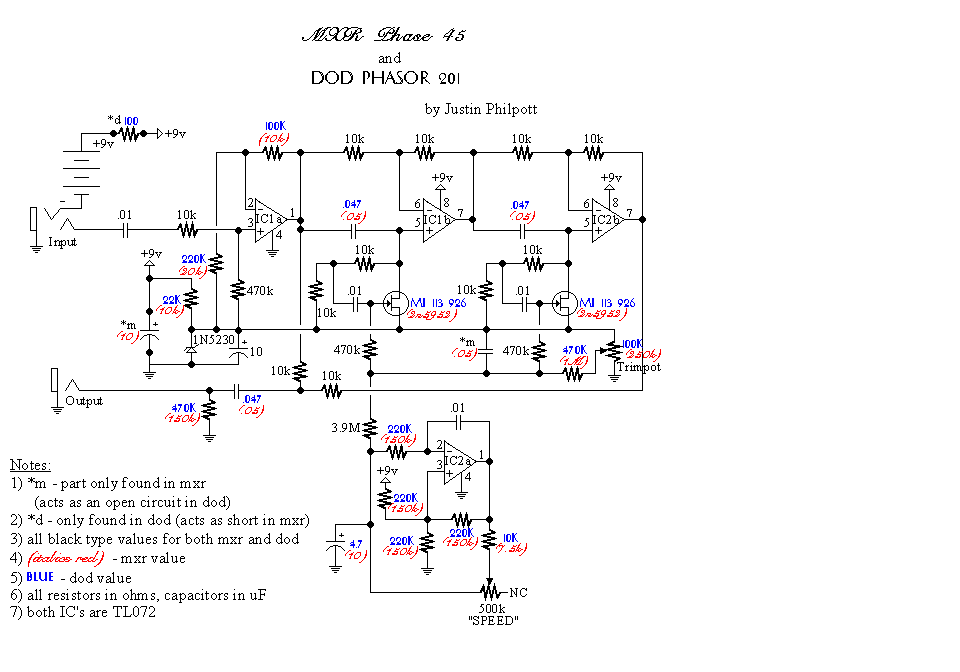 MXR Phase 45
and
DOD PHASOR 201
by Justin Philpott
*d 100
+9v
+9v
100K
(10k)
10k
10k
10k
10k
+9v
+9v
2
-
3
+
IC1a
1
4
6
-
5
+
IC1b
8
7
6
-
5
+
IC2b
8
7
.047
(.05)
.047
(.05)
-
Input
.01
10k
+9v
220K
(20k)
22K
(10k)
470k
*m
(10)
+
1N5230
+
10
10k
10k
.01
MJ 113 926
(2n5952)
10k
10k
.01
MJ 113 926
(2n5952)
470k
*m
(.05)
470k
470K
(1M)
100K
(250k)
Trimpot
10k
10k
Output
470K
(150k)
.047
(.05)
3.9M
220K
(150k)
.01
2
-
3
+
IC2a
1
4
+9v
220K
(150k)
220K
(150k)
220K
(150k)
10K
(7.5k)
+
4.7
(10)
NC
500k
"SPEED"
Notes:
1) *m - part only found in mxr
(acts as an open circuit in dod)
2) *d - only found in dod (acts as short in mxr)
3) all black type values for both mxr and dod
4) (italics red) - mxr value
5) BLUE - dod value
6) all resistors in ohms, capacitors in uF
7) both IC's are TL072